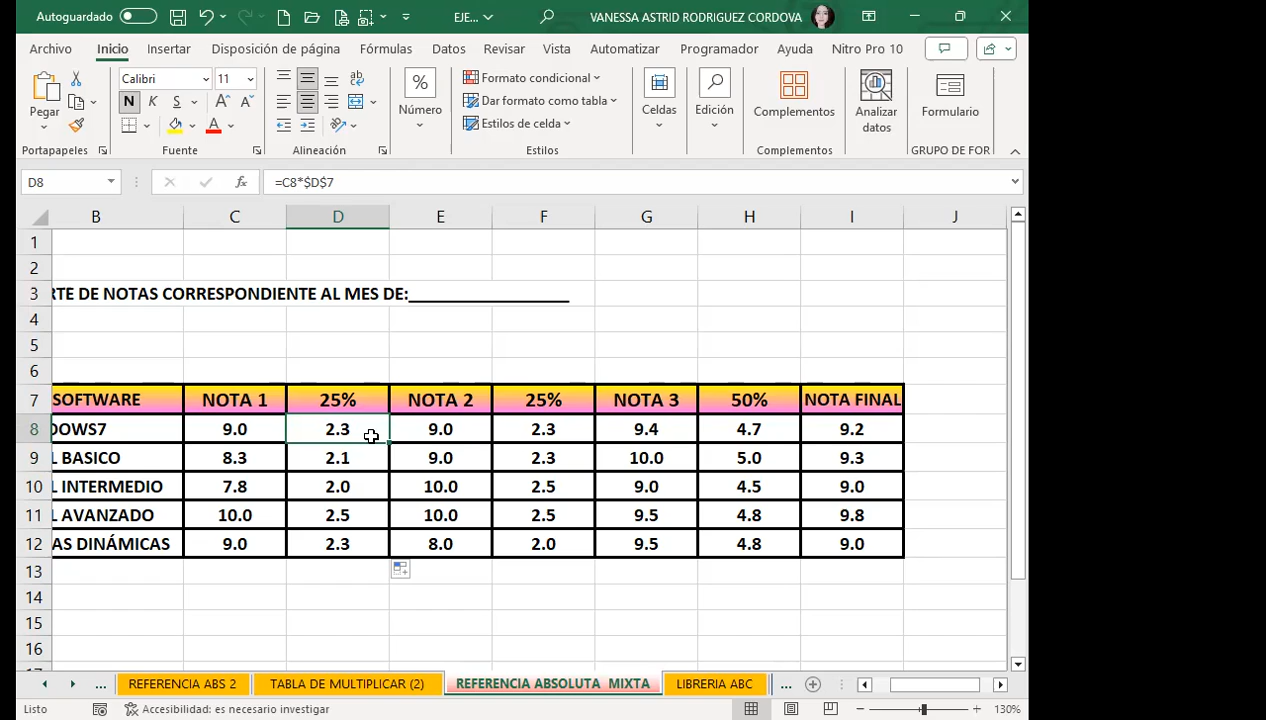 Autoguardado
EJE...
VANESSA ASTRID RODRIGUEZ CORDOVA
Archivo Inicio Insertar Disposición de página Fórmulas Datos Revisar Vista Automatizar Programador Ayuda Nitro Pro 10
Pegar
Calibri 11
N K S
A A
A
ab
%
Número
Formato condicional
Dar formato como tabla
Estilos de celda
Celdas
Edición
Complementos
Analizar datos
Formulario
Portapapeles Fuente Alineación Estilos Complementos GRUPO DE FOR
D8 fx =C8*$D$7
B C D E F G H I J
1
2
3 RTE DE NOTAS CORRESPONDIENTE AL MES DE:_________________
4
5
6
7 SOFTWARE NOTA 1 25% NOTA 2 25% NOTA 3 50% NOTA FINAL
8 DOWS7 9.0 2.3 9.0 2.3 9.4 4.7 9.2
9 L BASICO 8.3 2.1 9.0 2.3 10.0 5.0 9.3
10 L INTERMEDIO 7.8 2.0 10.0 2.5 9.0 4.5 9.0
11 L AVANZADO 10.0 2.5 10.0 2.5 9.5 4.8 9.8
12 AS DINÁMICAS 9.0 2.3 8.0 2.0 9.5 4.8 9.0
13
14
15
16
17
... REFERENCIA ABS 2 TABLA DE MULTIPLICAR (2) REFERENCIA ABSOLUTA MIXTA LIBRERIA ABC ...
Listo Accesibilidad: es necesario investigar 130%